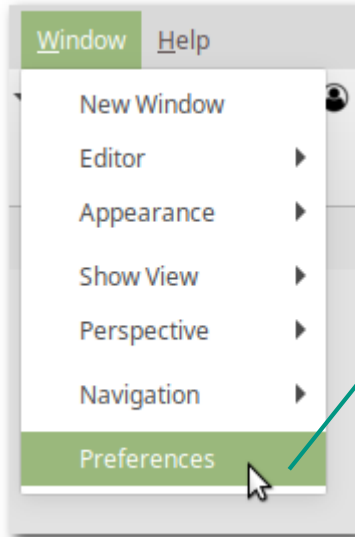 Window Help
New Window
Editor
Appearance
Show View
Perspective
Navigation
Preferences